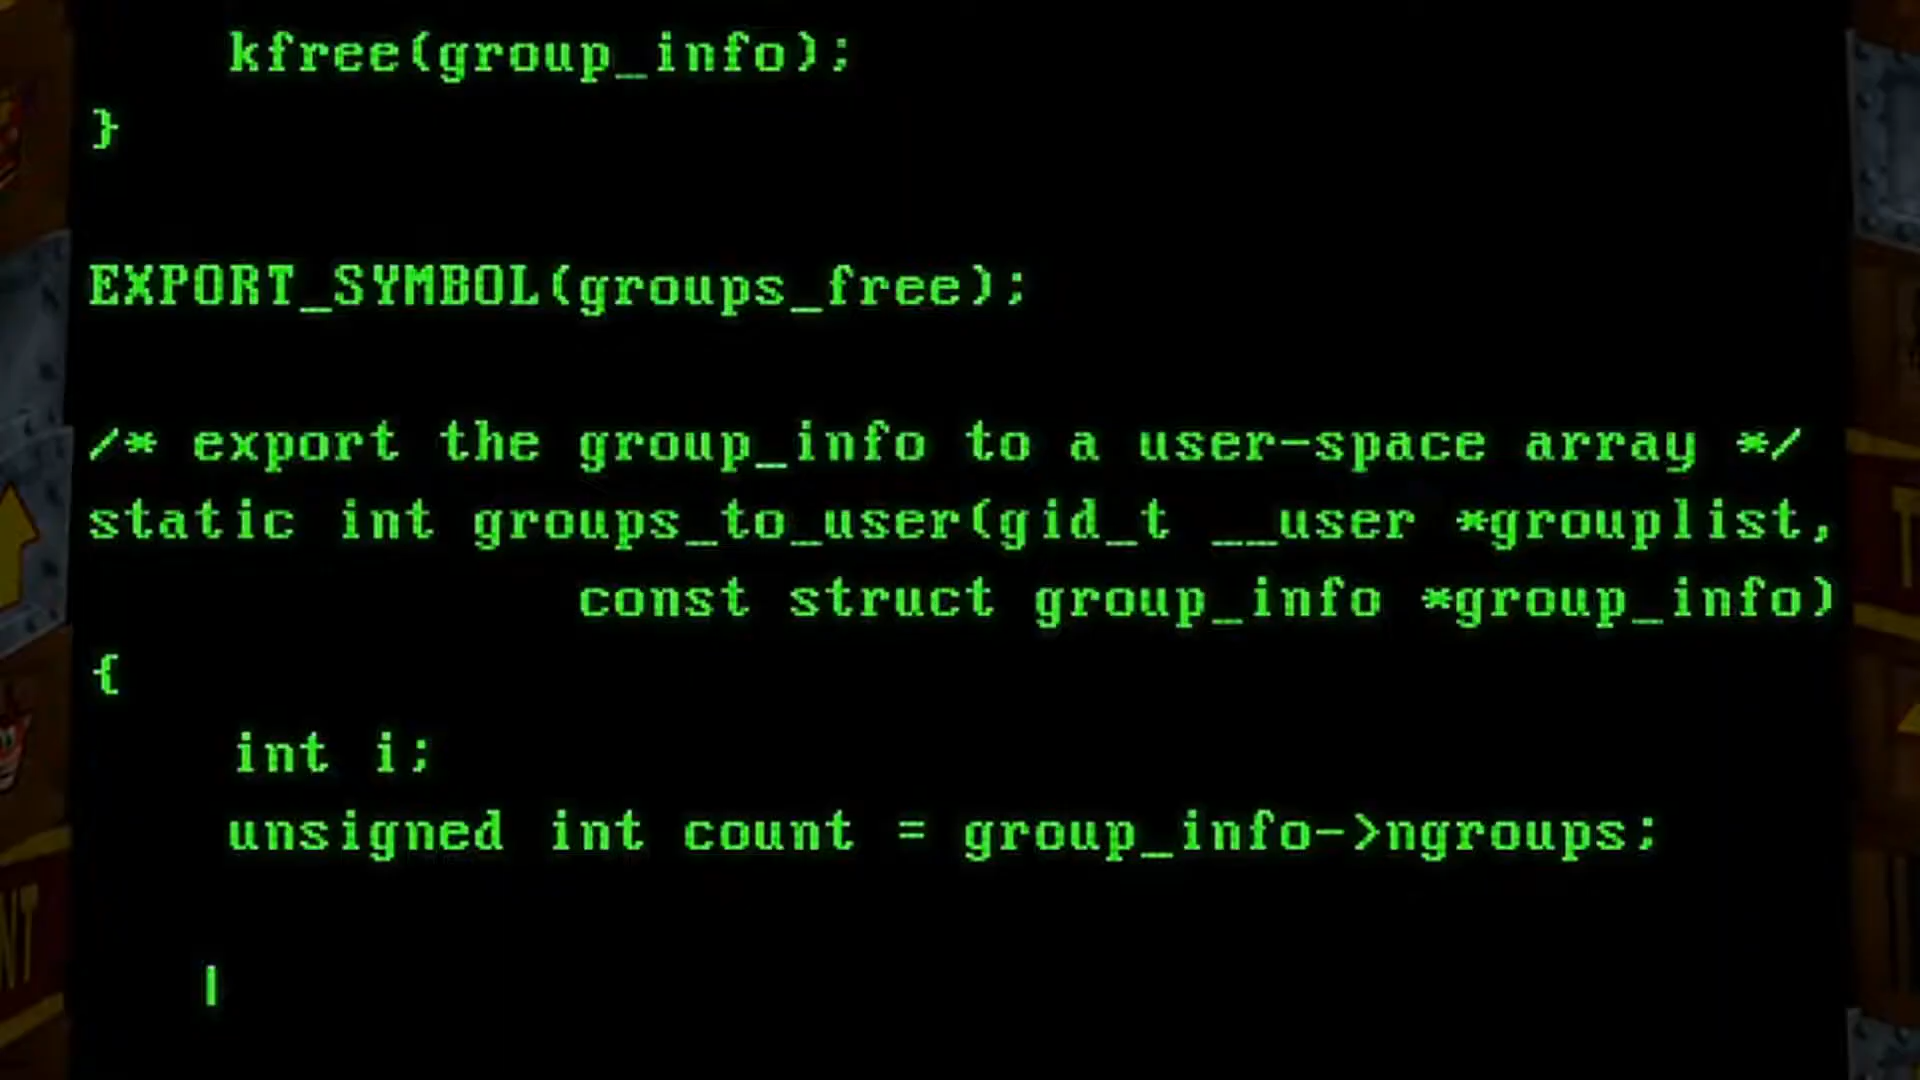 kfree(group_info);
}
EXPORT_SYMBOL(groups_free);
/* export the group_info to a user-space array */
static int groups_to_user(gid_t __user *grouplist,
const struct group_info *group_info)
{
int i;
unsigned int count = group_info->ngroups;